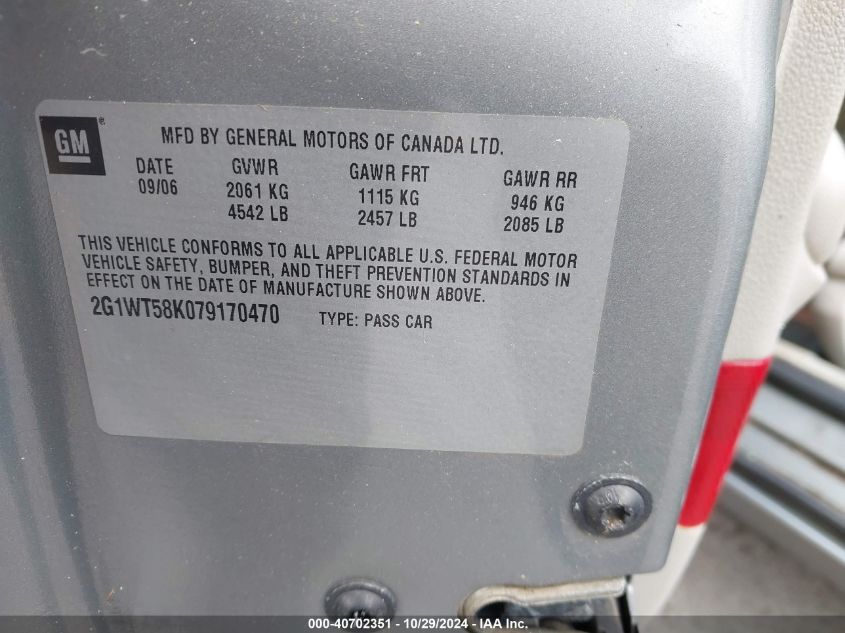 GM®
MFD BY GENERAL MOTORS OF CANADA LTD.
DATE GVWR GAWR FRT GAWR RR
09/06 2061 KG 1115 KG 946 KG
4542 LB 2457 LB 2085 LB
THIS VEHICLE CONFORMS TO ALL APPLICABLE U.S. FEDERAL MOTOR
VEHICLE SAFETY, BUMPER, AND THEFT PREVENTION STANDARDS IN
EFFECT ON THE DATE OF MANUFACTURE SHOWN ABOVE.
2G1WT58K079170470 TYPE: PASS CAR
000-40702351 - 10/29/2024 - IAA Inc.